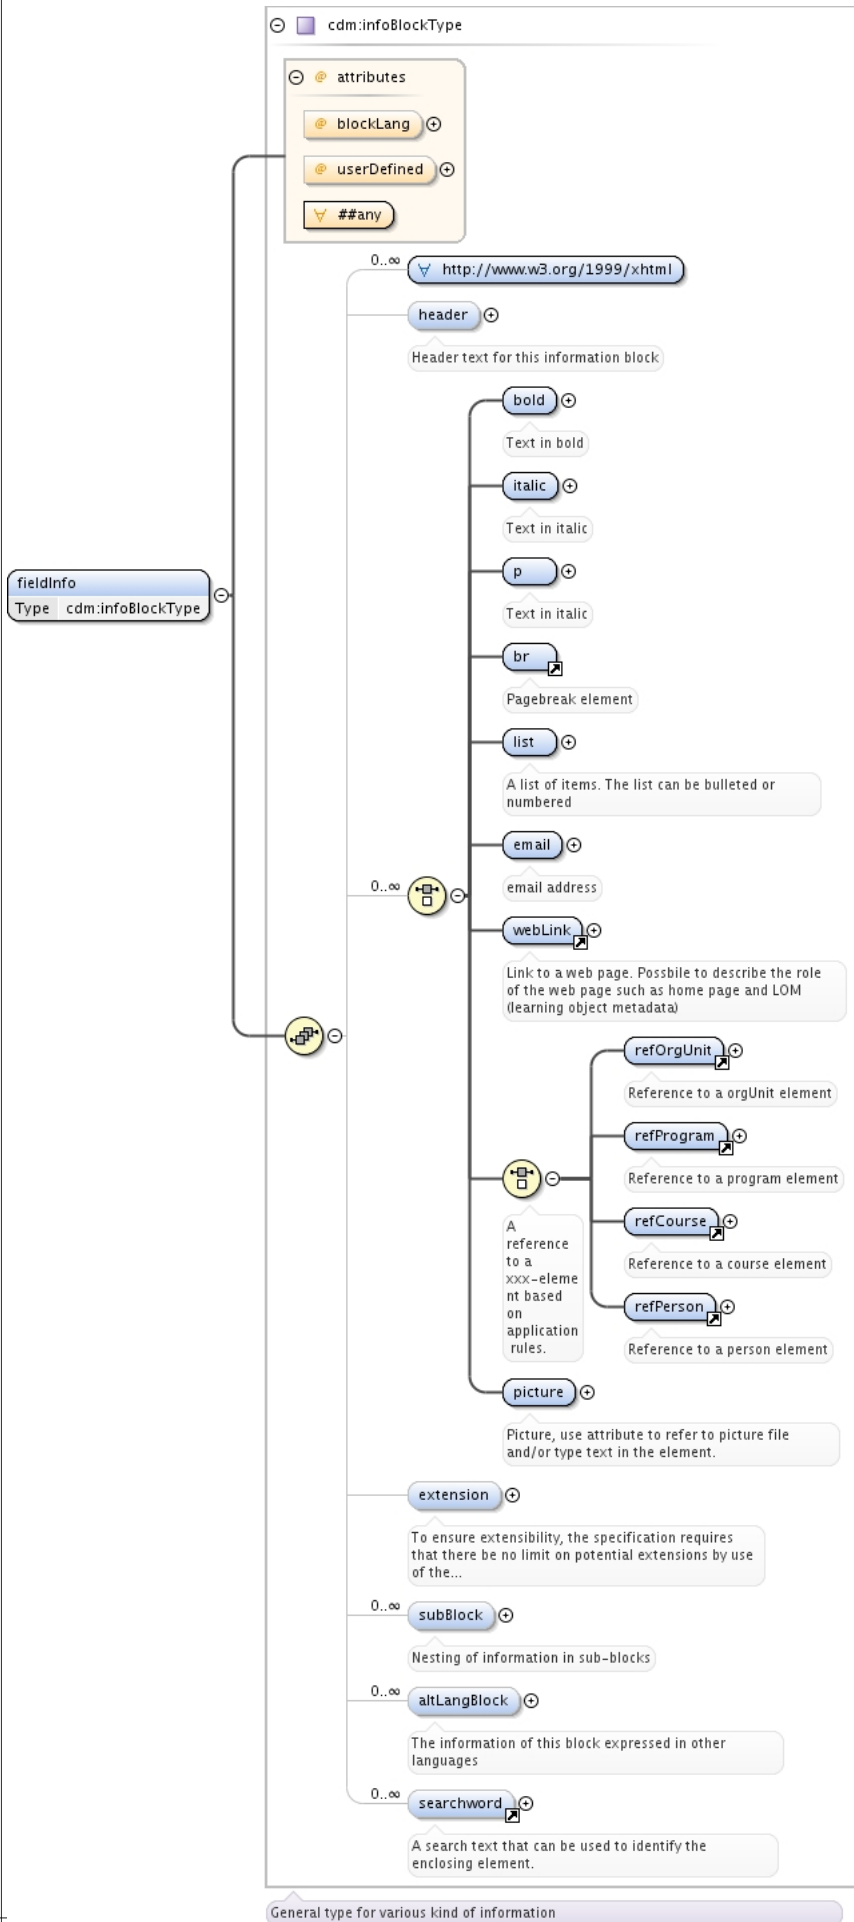 cdm:infoBlockType
attributes
blockLang
userDefined
##any
0..∞
http://www.w3.org/1999/xhtml
header
Header text for this information block
bold
Text in bold
italic
Text in italic
p
Text in italic
fieldInfo
Type cdm:infoBlockType
br
Pagebreak element
list
A list of items. The list can be bulleted or
numbered
email
email address
0..∞
webLink
Link to a web page. Possbile to describe the role
of the web page such as home page and LOM
(learning object metadata)
refOrgUnit
Reference to a orgUnit element
refProgram
Reference to a program element
A
reference
to a
xxx-eleme
nt based
on
application
rules.
refCourse
Reference to a course element
refPerson
Reference to a person element
picture
Picture, use attribute to refer to picture file
and/or type text in the element.
extension
To ensure extensibility, the specification requires
that there be no limit on potential extensions by use
of the...
0..∞
subBlock
Nesting of information in sub-blocks
0..∞
altLangBlock
The information of this block expressed in other
languages
0..∞
searchword
A search text that can be used to identify the
enclosing element.
General type for various kind of information